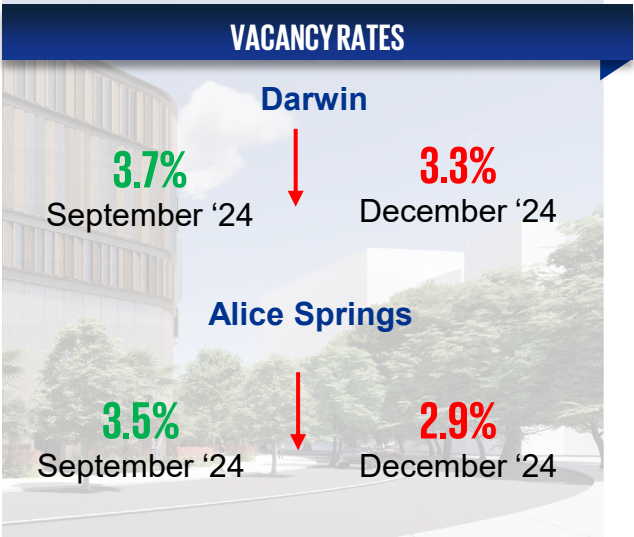 VACANCY RATES
Darwin
3.7%
September ‘24
3.3%
December ‘24
Alice Springs
3.5%
September ‘24
2.9%
December ‘24